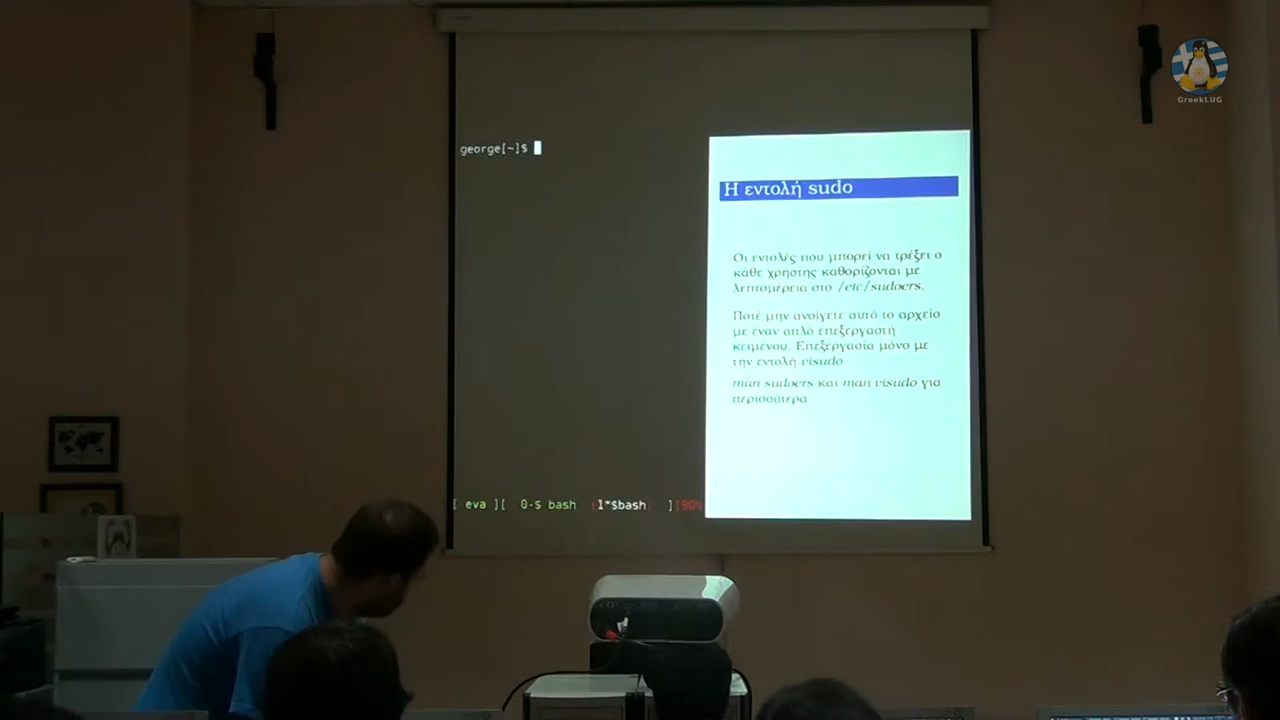 GreekLUG
george[~]$
Η εντολή sudo
Οι εντολές που μπορεί να τρέξει ο
κάθε χρήστης καθορίζονται με
λεπτομέρεια στο /etc/sudoers.
Ποτέ μην ανοίγετε αυτό το αρχείο
με έναν απλό επεξεργαστή
κειμένου. Επεξεργασία μόνο με
την εντολή visudo
man sudoers και man visudo για
περισσότερα
[ eva ][ 0-$ bash (1*$bash) ][90%